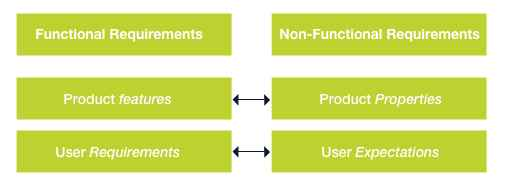 Functional Requirements
Non-Functional Requirements
Product features
Product Properties
User Requirements
User Expectations